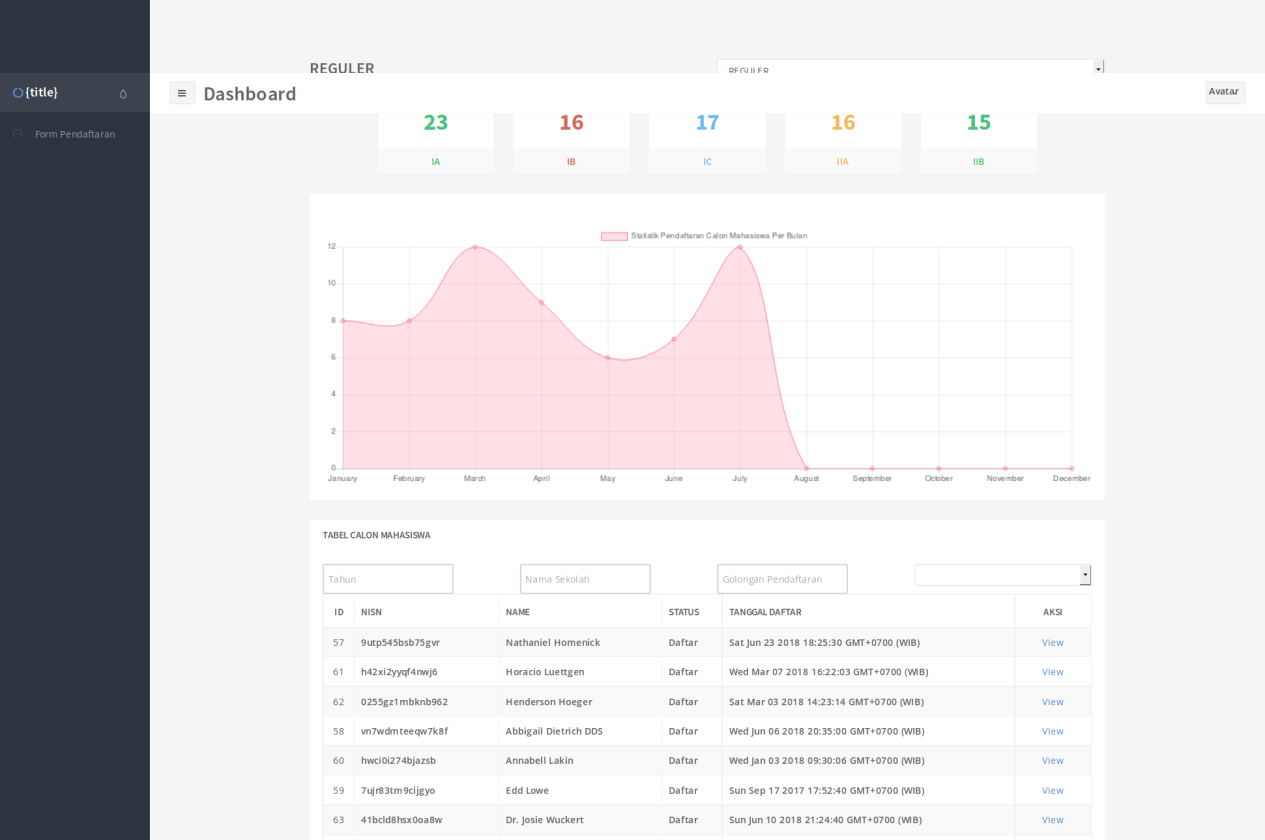 REGULER
REGULER
{title}
Dashboard
Avatar
Form Pendaftaran
23 16 17 16 15
IA IB IC IIA IIB
Statistik Pendaftaran Calon Mahasiswa Per Bulan
12
10
8
6
4
2
0
January February March April May June July August September October November December
TABEL CALON MAHASISWA
Tahun Nama Sekolah Golongan Pendaftaran
ID NISN NAME STATUS TANGGAL DAFTAR AKSI
57 9utp545bsb75gvr Nathaniel Homenick Daftar Sat Jun 23 2018 18:25:30 GMT+0700 (WIB) View
61 h42xi2yyqf4nwj6 Horacio Luettgen Daftar Wed Mar 07 2018 16:22:03 GMT+0700 (WIB) View
62 0255gz1mbknb962 Henderson Hoeger Daftar Sat Mar 03 2018 14:23:14 GMT+0700 (WIB) View
58 vn7wdmteeqw7k8f Abbigail Dietrich DDS Daftar Wed Jun 06 2018 20:35:00 GMT+0700 (WIB) View
60 hwci0i274bjazsb Annabell Lakin Daftar Wed Jan 03 2018 09:30:06 GMT+0700 (WIB) View
59 7ujr83tm9cijgyo Edd Lowe Daftar Sun Sep 17 2017 17:52:40 GMT+0700 (WIB) View
63 41bcld8hsx0oa8w Dr. Josie Wuckert Daftar Sun Jun 10 2018 21:24:40 GMT+0700 (WIB) View